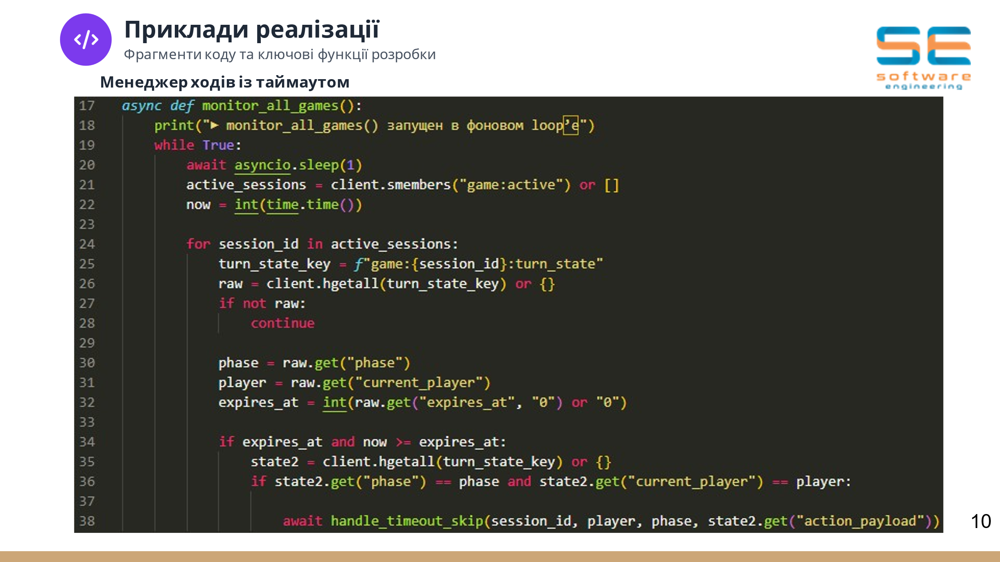 Приклади реалізації
Фрагменти коду та ключові функції розробки
SE
software
engineering
Менеджер ходів із таймаутом
17 async def monitor_all_games():
18     print("► monitor_all_games() запущен в фоновом loop’e")
19     while True:
20         await asyncio.sleep(1)
21         active_sessions = client.smembers("game:active") or []
22         now = int(time.time())
23
24         for session_id in active_sessions:
25             turn_state_key = f"game:{session_id}:turn_state"
26             raw = client.hgetall(turn_state_key) or {}
27             if not raw:
28                 continue
29
30             phase = raw.get("phase")
31             player = raw.get("current_player")
32             expires_at = int(raw.get("expires_at", "0") or "0")
33
34             if expires_at and now >= expires_at:
35                 state2 = client.hgetall(turn_state_key) or {}
36                 if state2.get("phase") == phase and state2.get("current_player") == player:
37
38                     await handle_timeout_skip(session_id, player, phase, state2.get("action_payload"))
10